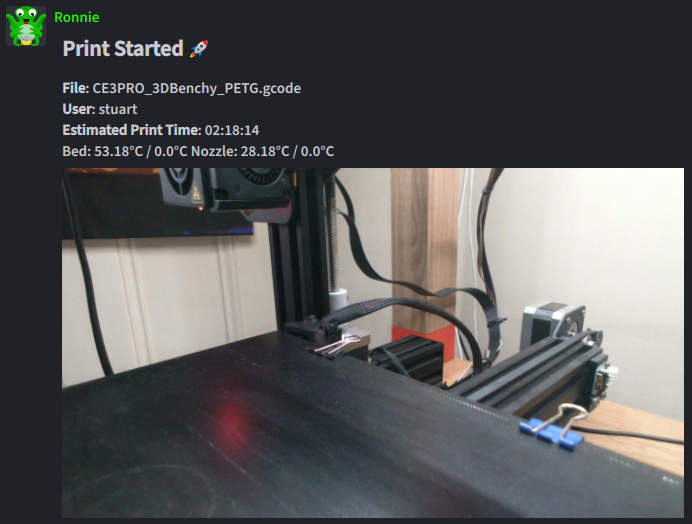 Ronnie
Print Started 🚀
File: CE3PRO_3DBenchy_PETG.gcode
User: stuart
Estimated Print Time: 02:18:14
Bed: 53.18°C / 0.0°C Nozzle: 28.18°C / 0.0°C